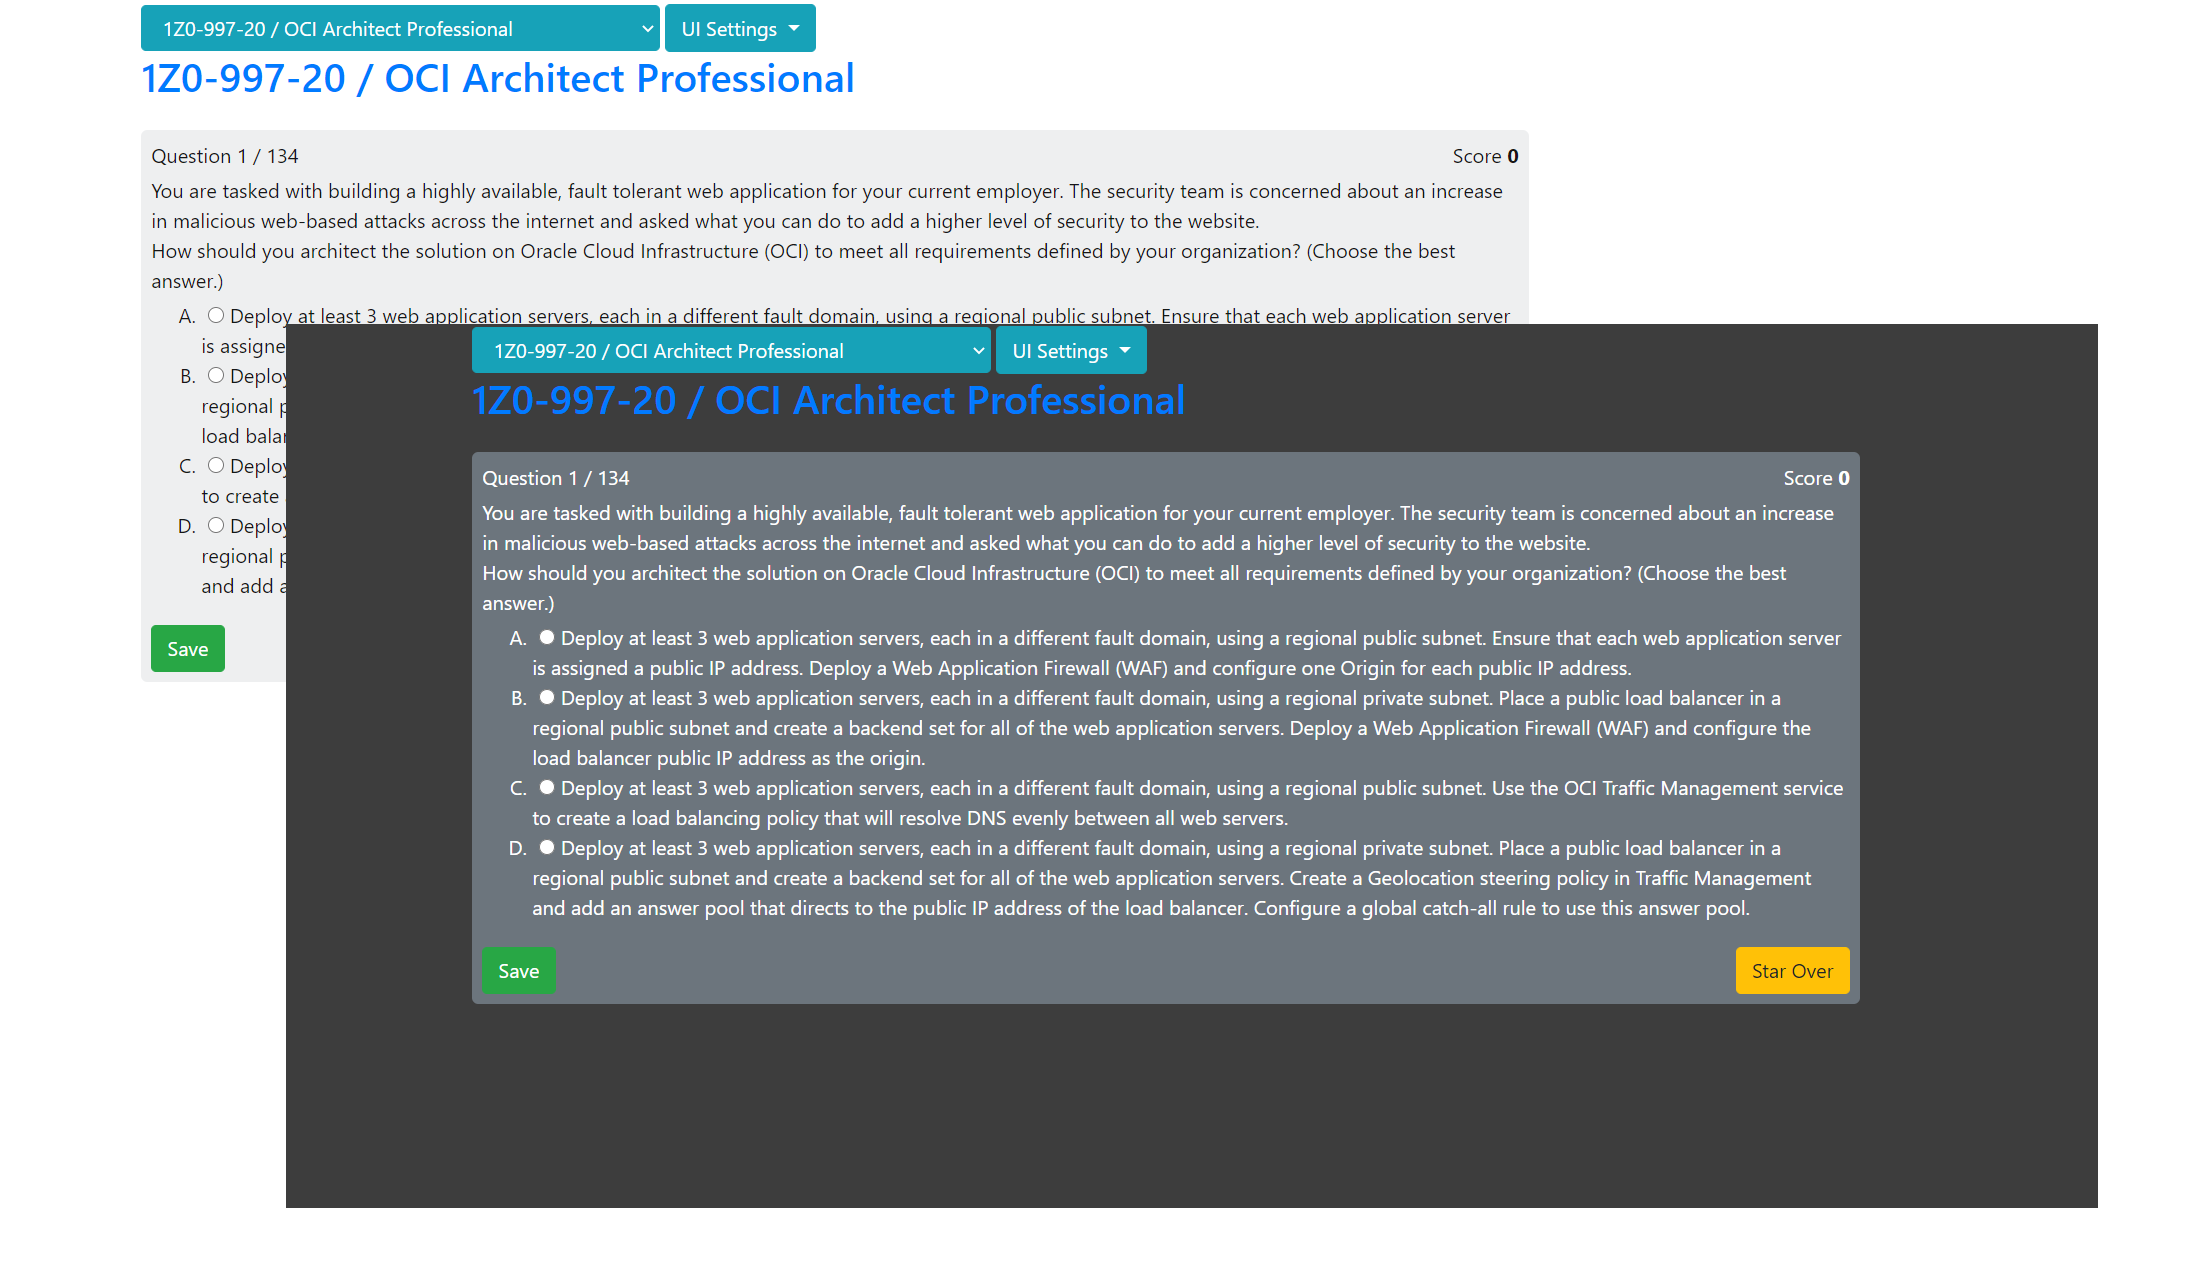 1Z0-997-20 / OCI Architect Professional
UI Settings
1Z0-997-20 / OCI Architect Professional
Question 1 / 134
Score 0
You are tasked with building a highly available, fault tolerant web application for your current employer. The security team is concerned about an increase
in malicious web-based attacks across the internet and asked what you can do to add a higher level of security to the website.
How should you architect the solution on Oracle Cloud Infrastructure (OCI) to meet all requirements defined by your organization? (Choose the best
answer.)
A. Deploy at least 3 web application servers, each in a different fault domain, using a regional public subnet. Ensure that each web application server
is assigne
B. Deploy
regional p
load balan
C. Deploy
to create
D. Deploy
regional p
and add a
Save
1Z0-997-20 / OCI Architect Professional
UI Settings
1Z0-997-20 / OCI Architect Professional
Question 1 / 134
Score 0
You are tasked with building a highly available, fault tolerant web application for your current employer. The security team is concerned about an increase
in malicious web-based attacks across the internet and asked what you can do to add a higher level of security to the website.
How should you architect the solution on Oracle Cloud Infrastructure (OCI) to meet all requirements defined by your organization? (Choose the best
answer.)
A. Deploy at least 3 web application servers, each in a different fault domain, using a regional public subnet. Ensure that each web application server
is assigned a public IP address. Deploy a Web Application Firewall (WAF) and configure one Origin for each public IP address.
B. Deploy at least 3 web application servers, each in a different fault domain, using a regional private subnet. Place a public load balancer in a
regional public subnet and create a backend set for all of the web application servers. Deploy a Web Application Firewall (WAF) and configure the
load balancer public IP address as the origin.
C. Deploy at least 3 web application servers, each in a different fault domain, using a regional public subnet. Use the OCI Traffic Management service
to create a load balancing policy that will resolve DNS evenly between all web servers.
D. Deploy at least 3 web application servers, each in a different fault domain, using a regional private subnet. Place a public load balancer in a
regional public subnet and create a backend set for all of the web application servers. Create a Geolocation steering policy in Traffic Management
and add an answer pool that directs to the public IP address of the load balancer. Configure a global catch-all rule to use this answer pool.
Save
Star Over